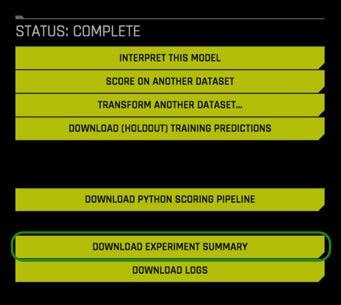 STATUS: COMPLETE
INTERPRET THIS MODEL
SCORE ON ANOTHER DATASET
TRANSFORM ANOTHER DATASET...
DOWNLOAD (HOLDOUT) TRAINING PREDICTIONS
DOWNLOAD PYTHON SCORING PIPELINE
DOWNLOAD EXPERIMENT SUMMARY
DOWNLOAD LOGS